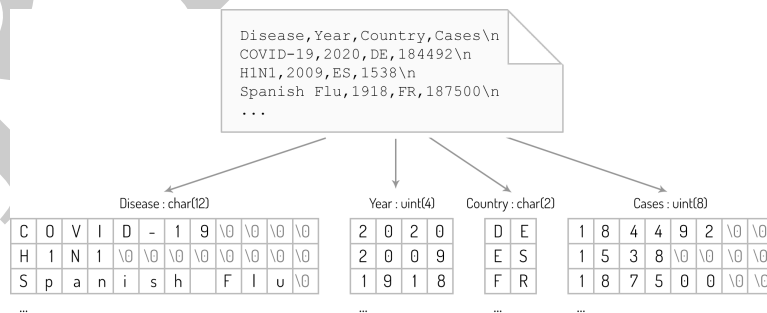 Disease,Year,Country,Cases\n
COVID-19,2020,DE,184492\n
H1N1,2009,ES,1538\n
Spanish Flu,1918,FR,187500\n
...
Disease : char(12) Year : uint(4) Country : char(2) Cases : uint(8)
C O V I D - 1 9 \0 \0 \0 \0 2 0 2 0 D E 1 8 4 4 9 2 \0 \0
H 1 N 1 \0 \0 \0 \0 \0 \0 \0 \0 2 0 0 9 E S 1 5 3 8 \0 \0 \0 \0
S p a n i s h F l u \0 1 9 1 8 F R 1 8 7 5 0 0 \0 \0
... ... ... ...